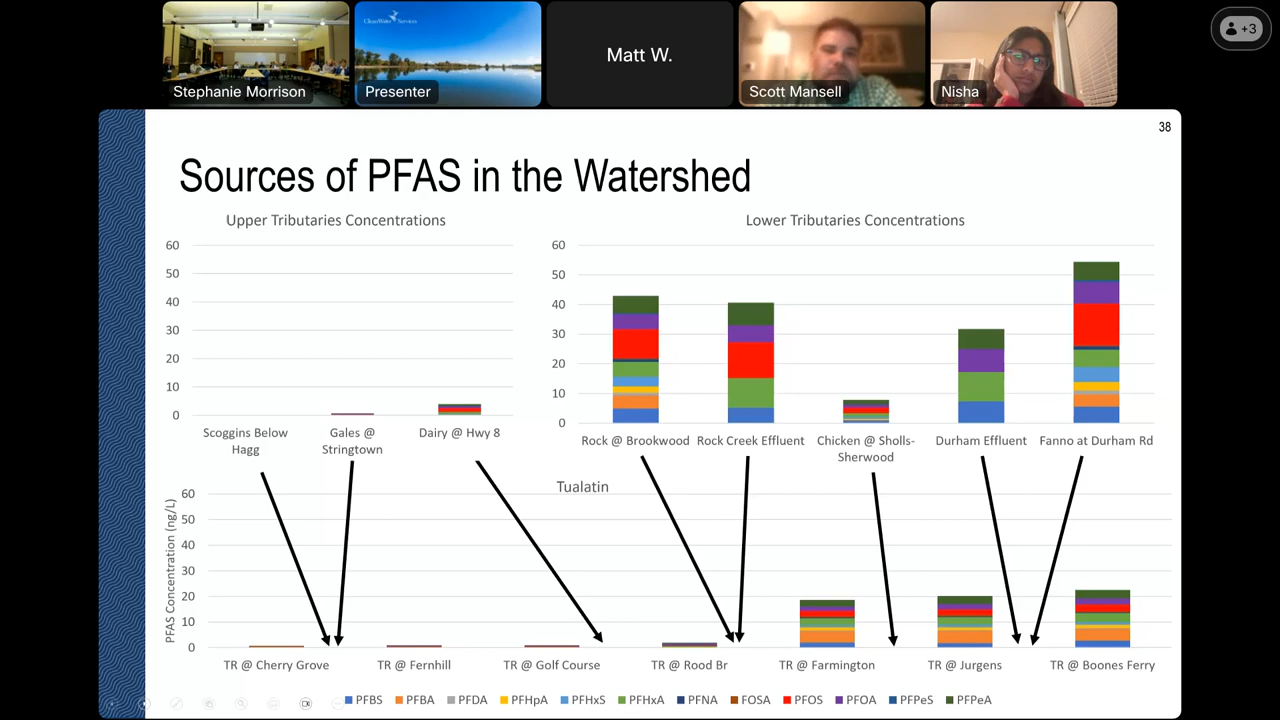 CleanWater Services
Stephanie Morrison
Presenter
Matt W.
Scott Mansell
Nisha
+3
38
Sources of PFAS in the Watershed
Upper Tributaries Concentrations
60
50
40
30
20
10
0
Scoggins Below
Hagg
Gales @
Stringtown
Dairy @ Hwy 8
Lower Tributaries Concentrations
60
50
40
30
20
10
0
Rock @ Brookwood
Rock Creek Effluent
Chicken @ Sholls-
Sherwood
Durham Effluent
Fanno at Durham Rd
Tualatin
PFAS Concentration (ng/L)
60
50
40
30
20
10
0
TR @ Cherry Grove
TR @ Fernhill
TR @ Golf Course
TR @ Rood Br
TR @ Farmington
TR @ Jurgens
TR @ Boones Ferry
PFBS PFBA PFDA PFHpA PFHxS PFHxA PFNA FOSA PFOS PFOA PFPeS PFPeA